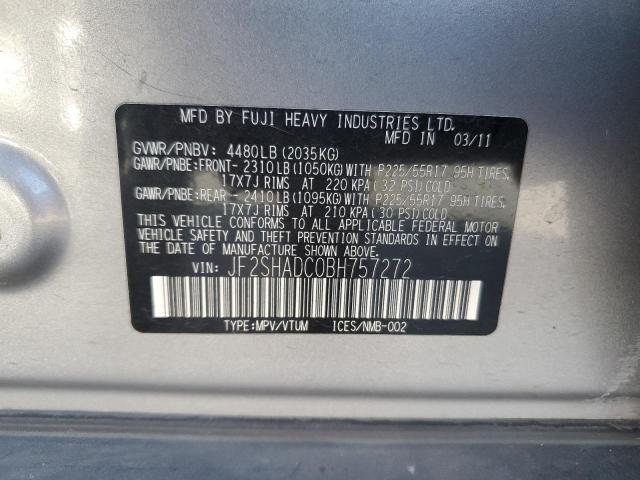 MFD BY FUJI HEAVY INDUSTRIES LTD.
MFD IN 03/11
GVWR/PNBV: 4480LB (2035KG)
GAWR/PNBE:FRONT- 2310LB (1050KG)WITH P225/55R17 95H TIRES,
17X7J RIMS AT 220 KPA (32 PSI)COLD
GAWR/PNBE:REAR - 2410LB (1095KG)WITH P225/55R17 95H TIRES,
17X7J RIMS AT 210 KPA (30 PSI)COLD
THIS VEHICLE CONFORMS TO ALL APPLICABLE FEDERAL MOTOR
VEHICLE SAFETY AND THEFT PREVENTION STANDARDS IN EFFECT
ON THE DATE OF MANUFACTURE SHOWN ABOVE.
VIN: JF2SHADC0BH757272
TYPE:MPV/VTUM ICES/NMB-002